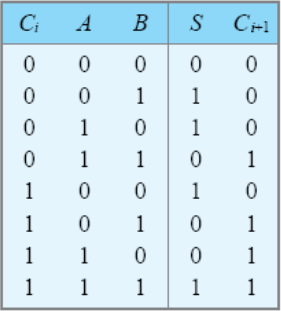 Ci A B S Ci+1
0 0 0 0 0
0 0 1 1 0
0 1 0 1 0
0 1 1 0 1
1 0 0 1 0
1 0 1 0 1
1 1 0 0 1
1 1 1 1 1